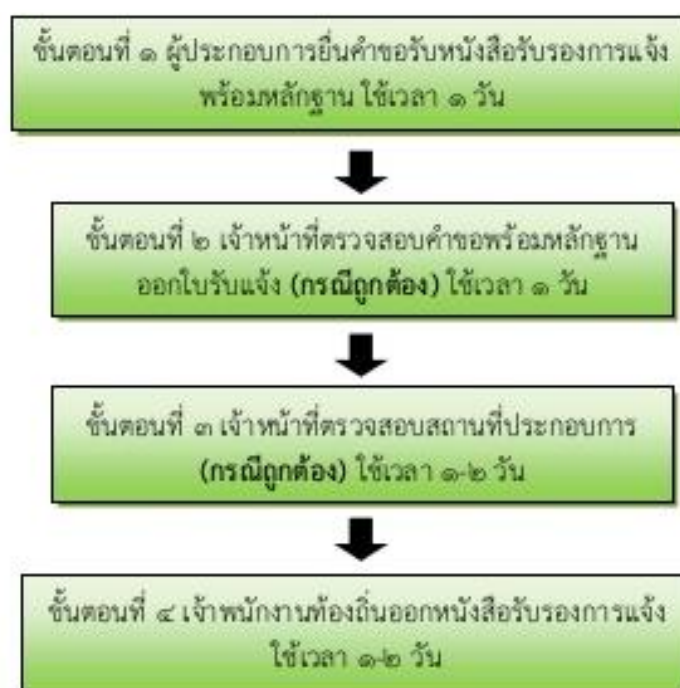 ขั้นตอนที่ ๑ ผู้ประกอบการยื่นคำขอรับหนังสือรับรองการแจ้ง
พร้อมหลักฐาน ใช้เวลา ๑ วัน
ขั้นตอนที่ ๒ เจ้าหน้าที่ตรวจสอบคำขอพร้อมหลักฐาน
ออกใบรับแจ้ง (กรณีถูกต้อง) ใช้เวลา ๑ วัน
ขั้นตอนที่ ๓ เจ้าหน้าที่ตรวจสอบสถานที่ประกอบการ
(กรณีถูกต้อง) ใช้เวลา ๑-๒ วัน
ขั้นตอนที่ ๔ เจ้าพนักงานท้องถิ่นออกหนังสือรับรองการแจ้ง
ใช้เวลา ๑-๒ วัน